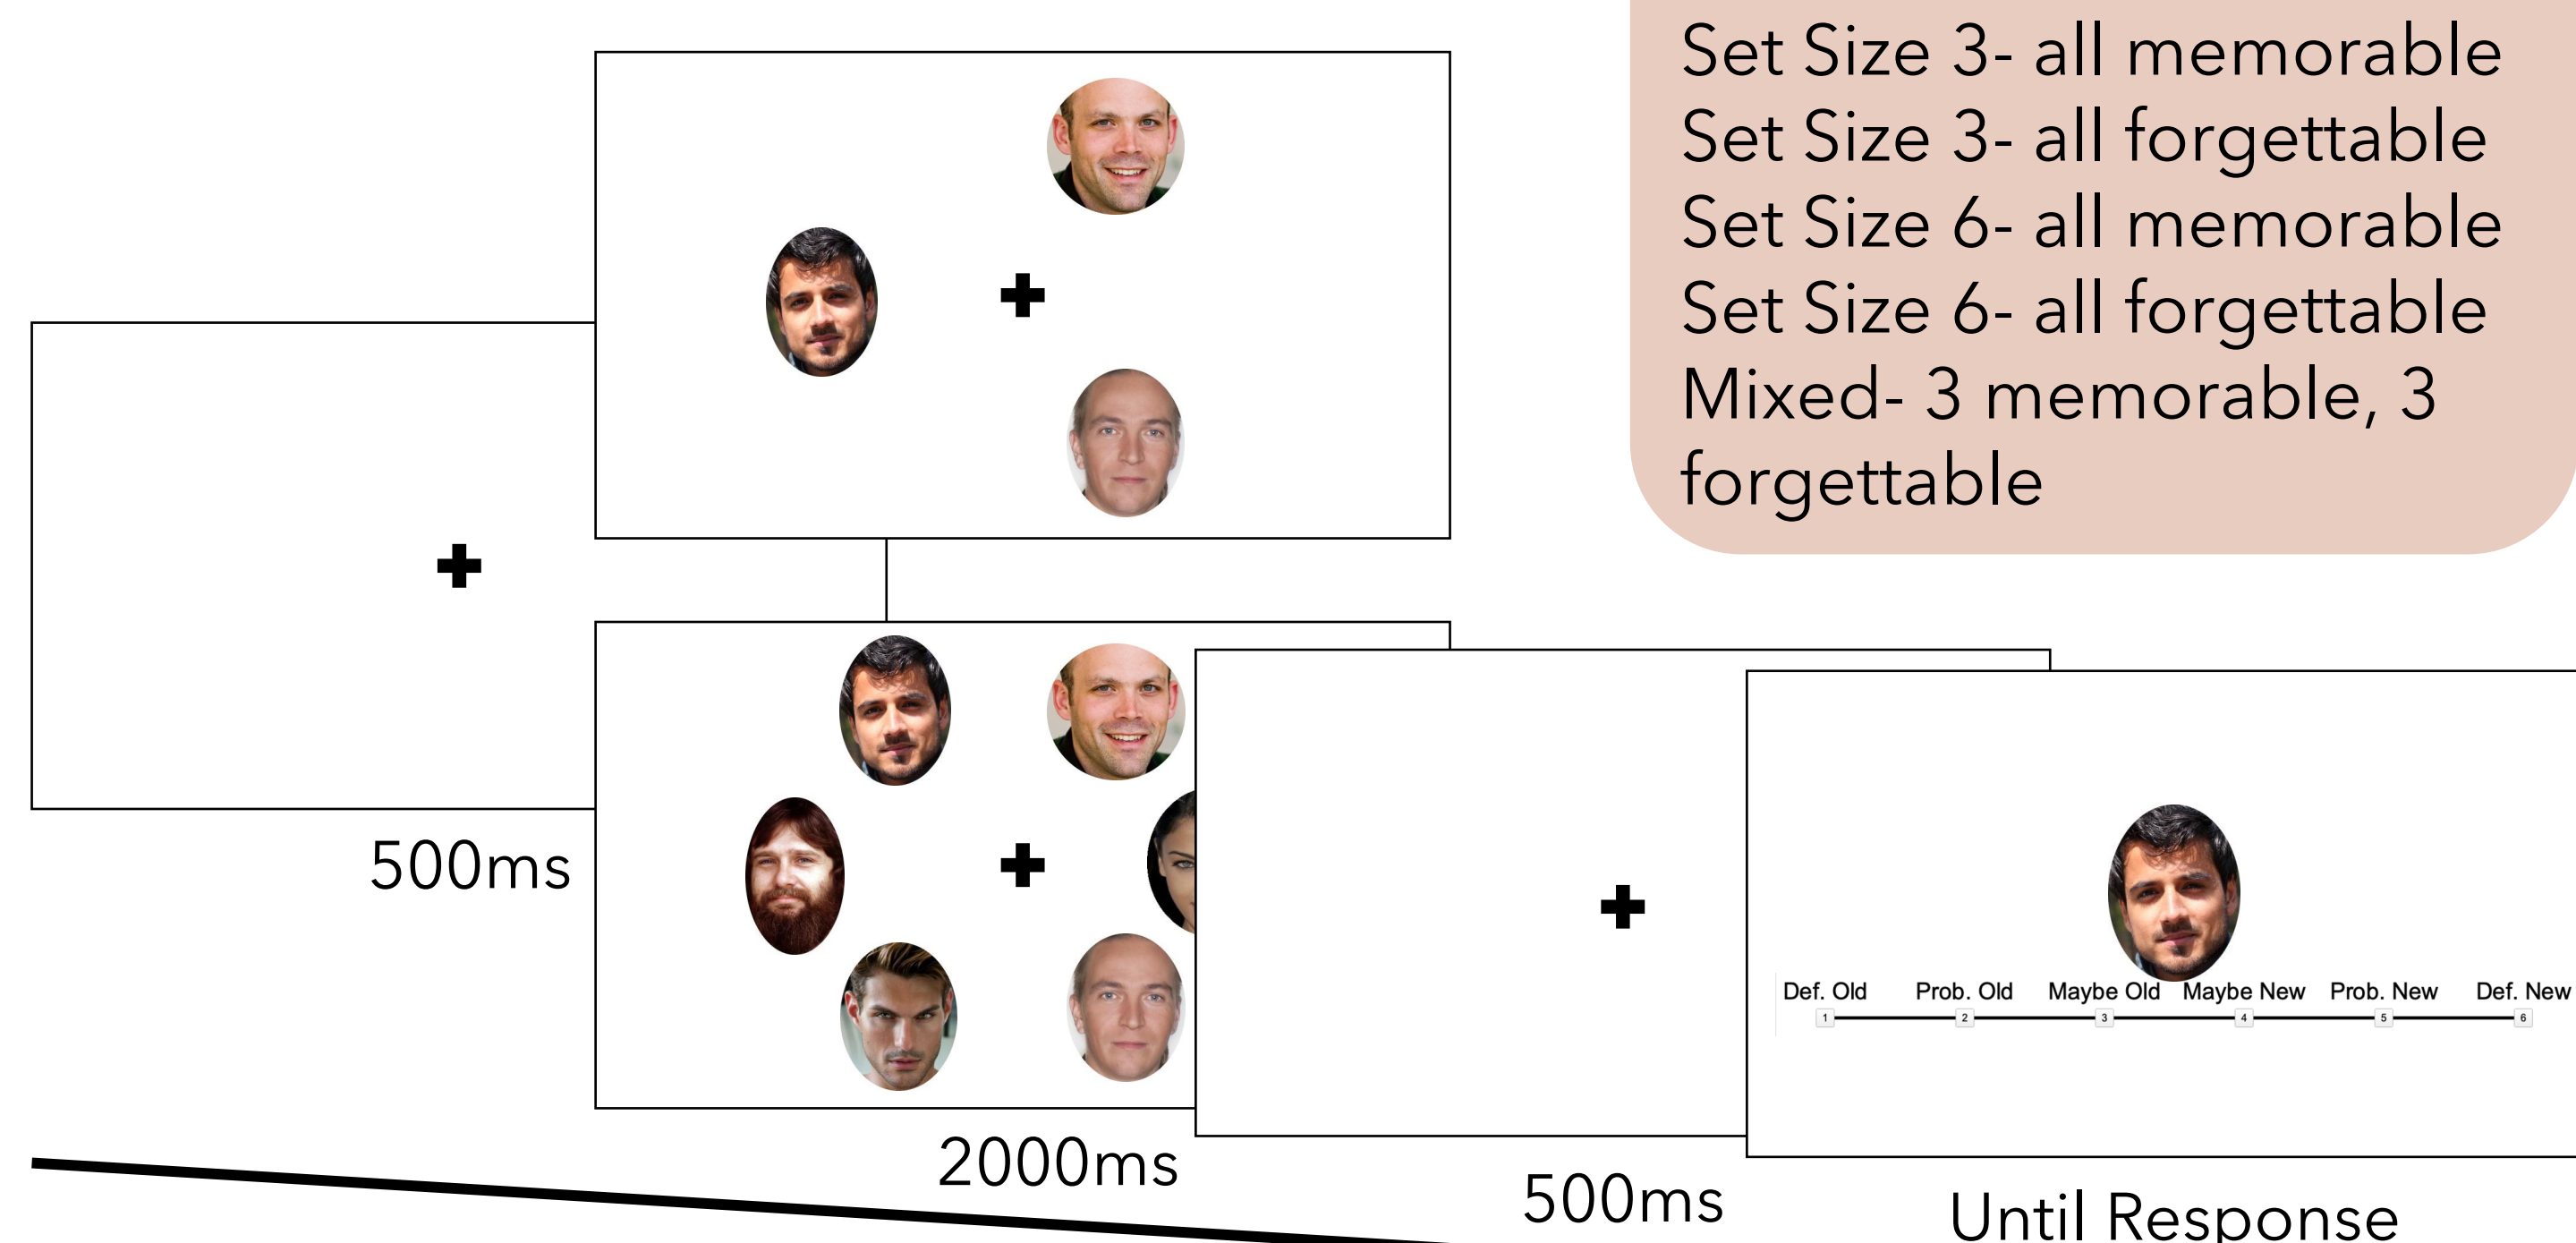 Set Size 3- all memorable
Set Size 3- all forgettable
Set Size 6- all memorable
Set Size 6- all forgettable
Mixed- 3 memorable, 3
forgettable
500ms
2000ms
500ms
Def. Old Prob. Old Maybe Old Maybe New Prob. New Def. New
1 2 3 4 5 6
Until Response